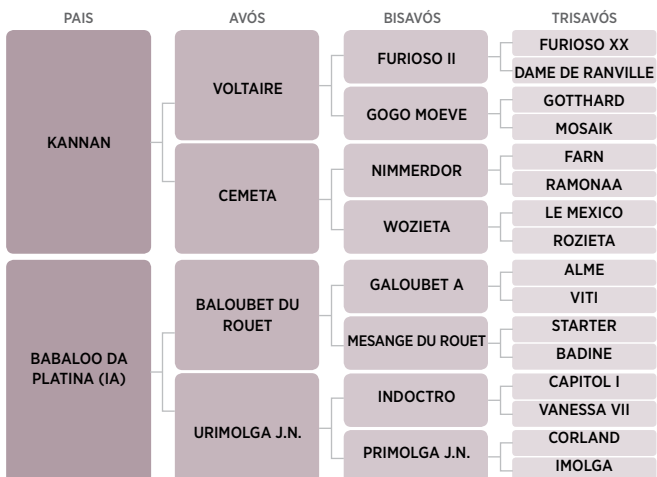 PAIS AVÓS BISAVÓS TRISAVÓS
KANNAN
BABALOO DA
PLATINA (IA)
VOLTAIRE
CEMETA
BALOUBET DU
ROUET
URIMOLGA J.N.
FURIOSO II
GOGO MOEVE
NIMMERDOR
WOZIETA
GALOUBET A
MESANGE DU ROUET
INDOCTRO
PRIMOLGA J.N.
FURIOSO XX
DAME DE RANVILLE
GOTTHARD
MOSAIK
FARN
RAMONAA
LE MEXICO
ROZIETA
ALME
VITI
STARTER
BADINE
CAPITOL I
VANESSA VII
CORLAND
IMOLGA